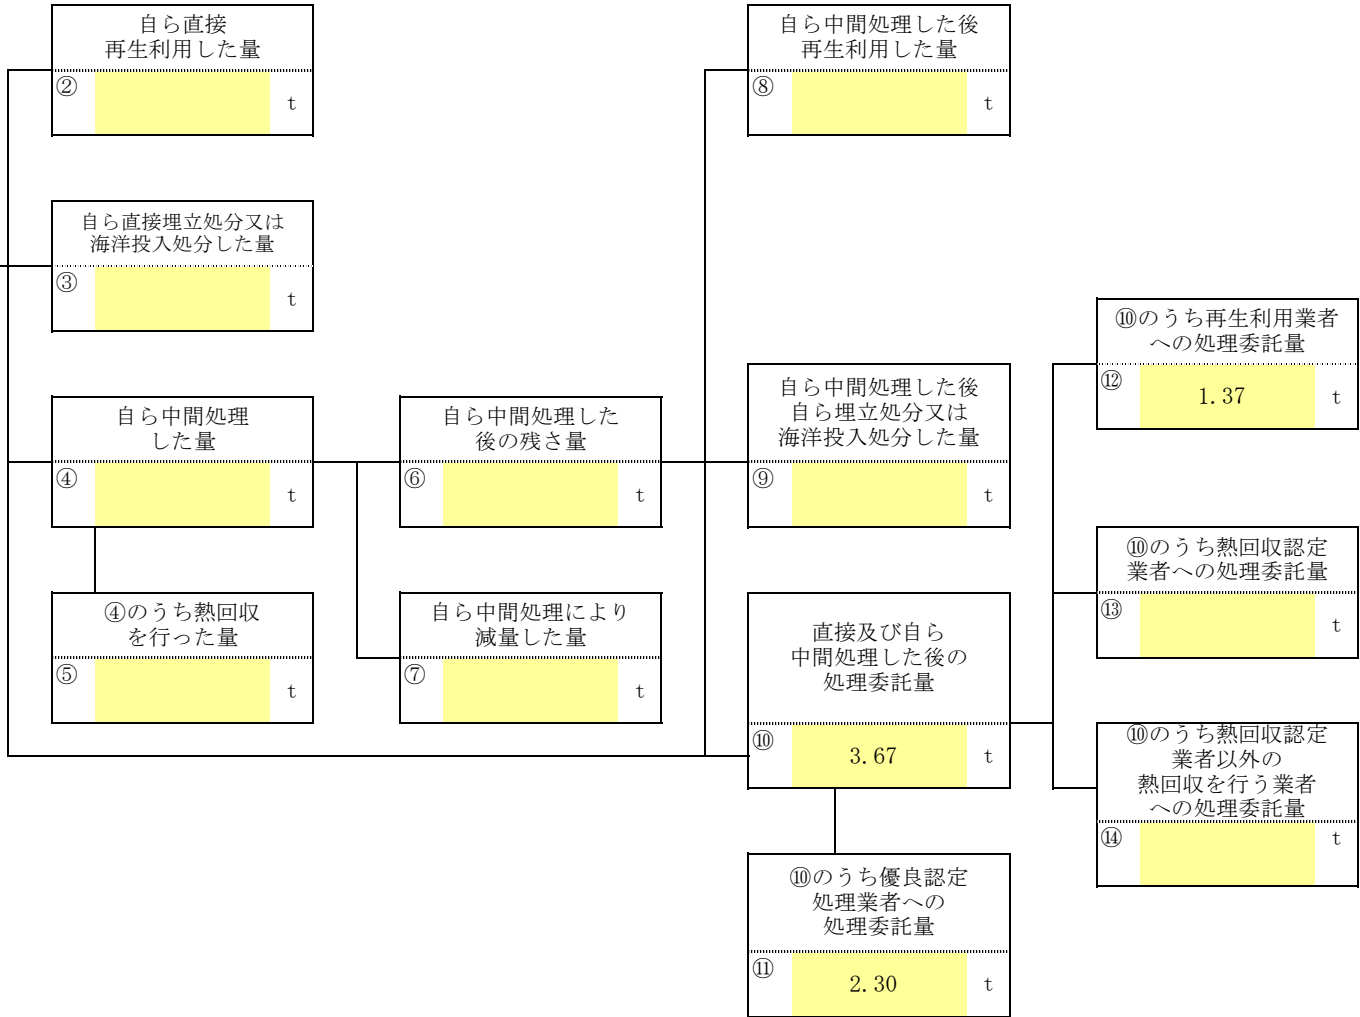 自ら直接
再生利用した量
②
t
自ら中間処理した後
再生利用した量
⑧
t
自ら直接埋立処分又は
海洋投入処分した量
③
t
⑩のうち再生利用業者
への処理委託量
⑫
1.37
t
自ら中間処理
した量
④
t
自ら中間処理した
後の残さ量
⑥
t
自ら中間処理した後
自ら埋立処分又は
海洋投入処分した量
⑨
t
⑩のうち熱回収認定
業者への処理委託量
⑬
t
④のうち熱回収
を行った量
⑤
t
自ら中間処理により
減量した量
⑦
t
直接及び自ら
中間処理した後の
処理委託量
⑩
3.67
t
⑩のうち熱回収認定
業者以外の
熱回収を行う業者
への処理委託量
⑭
t
⑩のうち優良認定
処理業者への
処理委託量
⑪
2.30
t